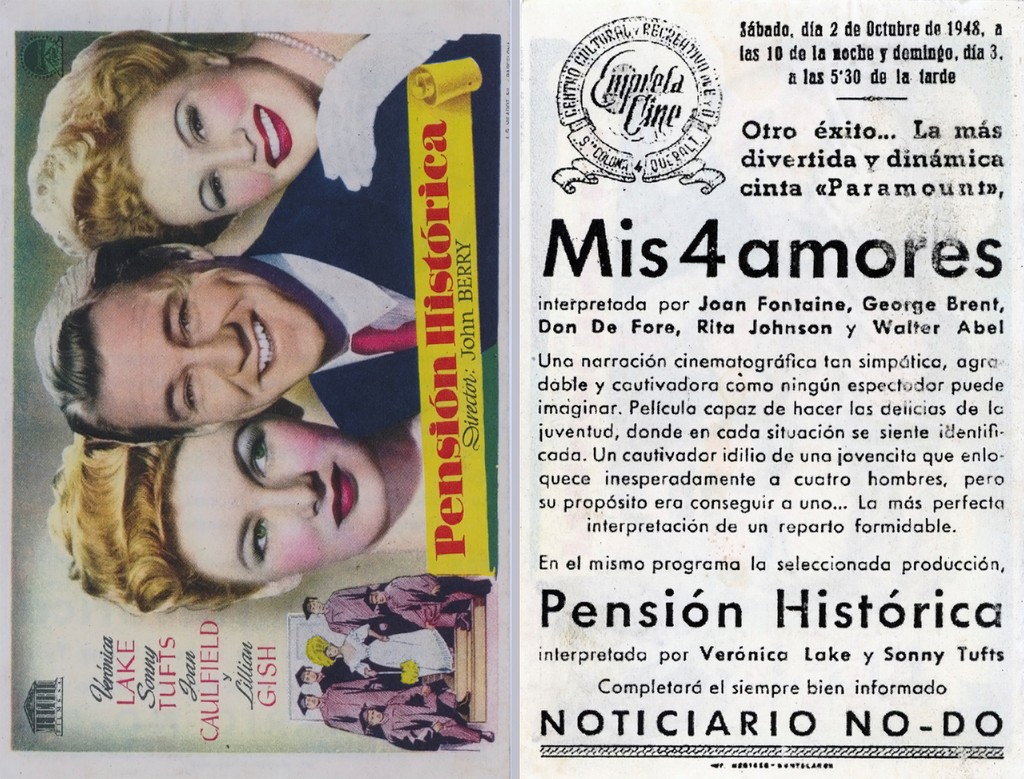 Verónica
LAKE
Sonny
TUFTS
Joan
CAULFIELD
y
Lillian
GISH
Pensión Histórica
Director: John BERRY
CENTRO CULTURAL Y RECREATIVO
Empresa
Cine
Sta COLOMA QUERALT
Sábado, día 2 de Octubre de 1948, a
las 10 de la noche y domingo, día 3,
a las 5'30 de la tarde
Otro éxito... La más
divertida y dinámica
cinta «Paramount»,
Mis 4 amores
interpretada por Joan Fontaine, George Brent,
Don De Fore, Rita Johnson y Walter Abel
Una narración cinematográfica tan simpática, agra-
dable y cautivadora como ningún espectador puede
imaginar. Película capaz de hacer las delicias de la
juventud, donde en cada situación se siente identifi-
cada. Un cautivador idilio de una jovencita que enlo-
quece inesperadamente a cuatro hombres, pero
su propósito era conseguir a uno... La más perfecta
interpretación de un reparto formidable.
En el mismo programa la seleccionada producción,
Pensión Histórica
interpretada por Verónica Lake y Sonny Tufts
Completará el siempre bien informado
NOTICIARIO NO-DO